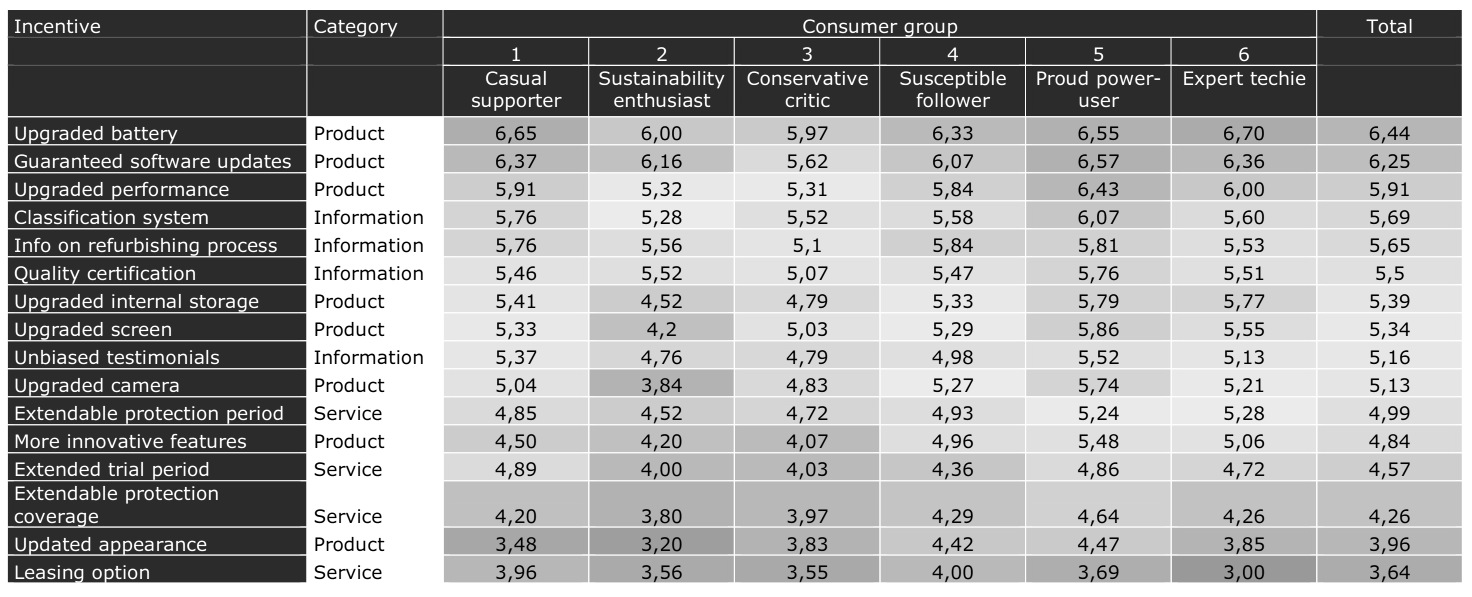 Incentive Category Consumer group Total
1 2 3 4 5 6
Casual supporter Sustainability enthusiast Conservative critic Susceptible follower Proud power-user Expert techie
Upgraded battery Product 6,65 6,00 5,97 6,33 6,55 6,70 6,44
Guaranteed software updates Product 6,37 6,16 5,62 6,07 6,57 6,36 6,25
Upgraded performance Product 5,91 5,32 5,31 5,84 6,43 6,00 5,91
Classification system Information 5,76 5,28 5,52 5,58 6,07 5,60 5,69
Info on refurbishing process Information 5,76 5,56 5,1 5,84 5,81 5,53 5,65
Quality certification Information 5,46 5,52 5,07 5,47 5,76 5,51 5,5
Upgraded internal storage Product 5,41 4,52 4,79 5,33 5,79 5,77 5,39
Upgraded screen Product 5,33 4,2 5,03 5,29 5,86 5,55 5,34
Unbiased testimonials Information 5,37 4,76 4,79 4,98 5,52 5,13 5,16
Upgraded camera Product 5,04 3,84 4,83 5,27 5,74 5,21 5,13
Extendable protection period Service 4,85 4,52 4,72 4,93 5,24 5,28 4,99
More innovative features Product 4,50 4,20 4,07 4,96 5,48 5,06 4,84
Extended trial period Service 4,89 4,00 4,03 4,36 4,86 4,72 4,57
Extendable protection
coverage Service 4,20 3,80 3,97 4,29 4,64 4,26 4,26
Updated appearance Product 3,48 3,20 3,83 4,42 4,47 3,85 3,96
Leasing option Service 3,96 3,56 3,55 4,00 3,69 3,00 3,64